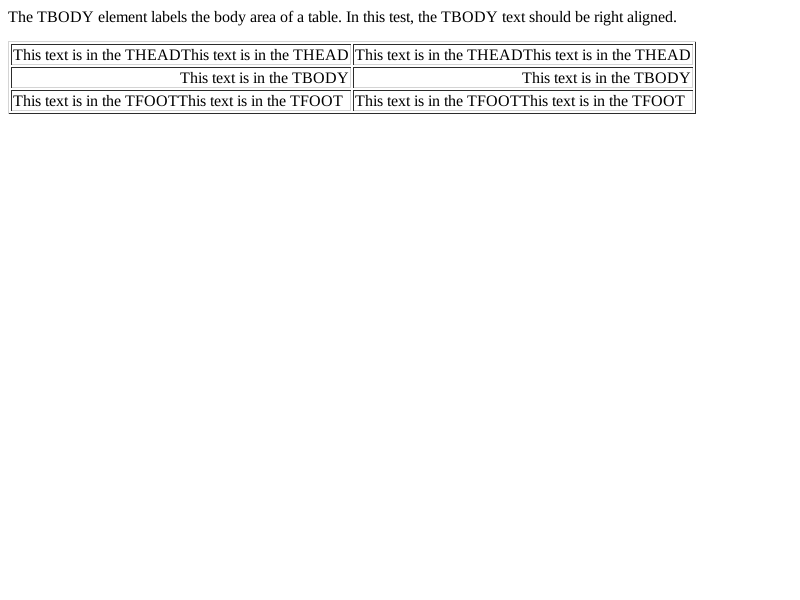 The TBODY element labels the body area of a table. In this test, the TBODY text should be right aligned.
This text is in the THEADThis text is in the THEAD This text is in the THEADThis text is in the THEAD
This text is in the TBODY This text is in the TBODY
This text is in the TFOOTThis text is in the TFOOT This text is in the TFOOTThis text is in the TFOOT